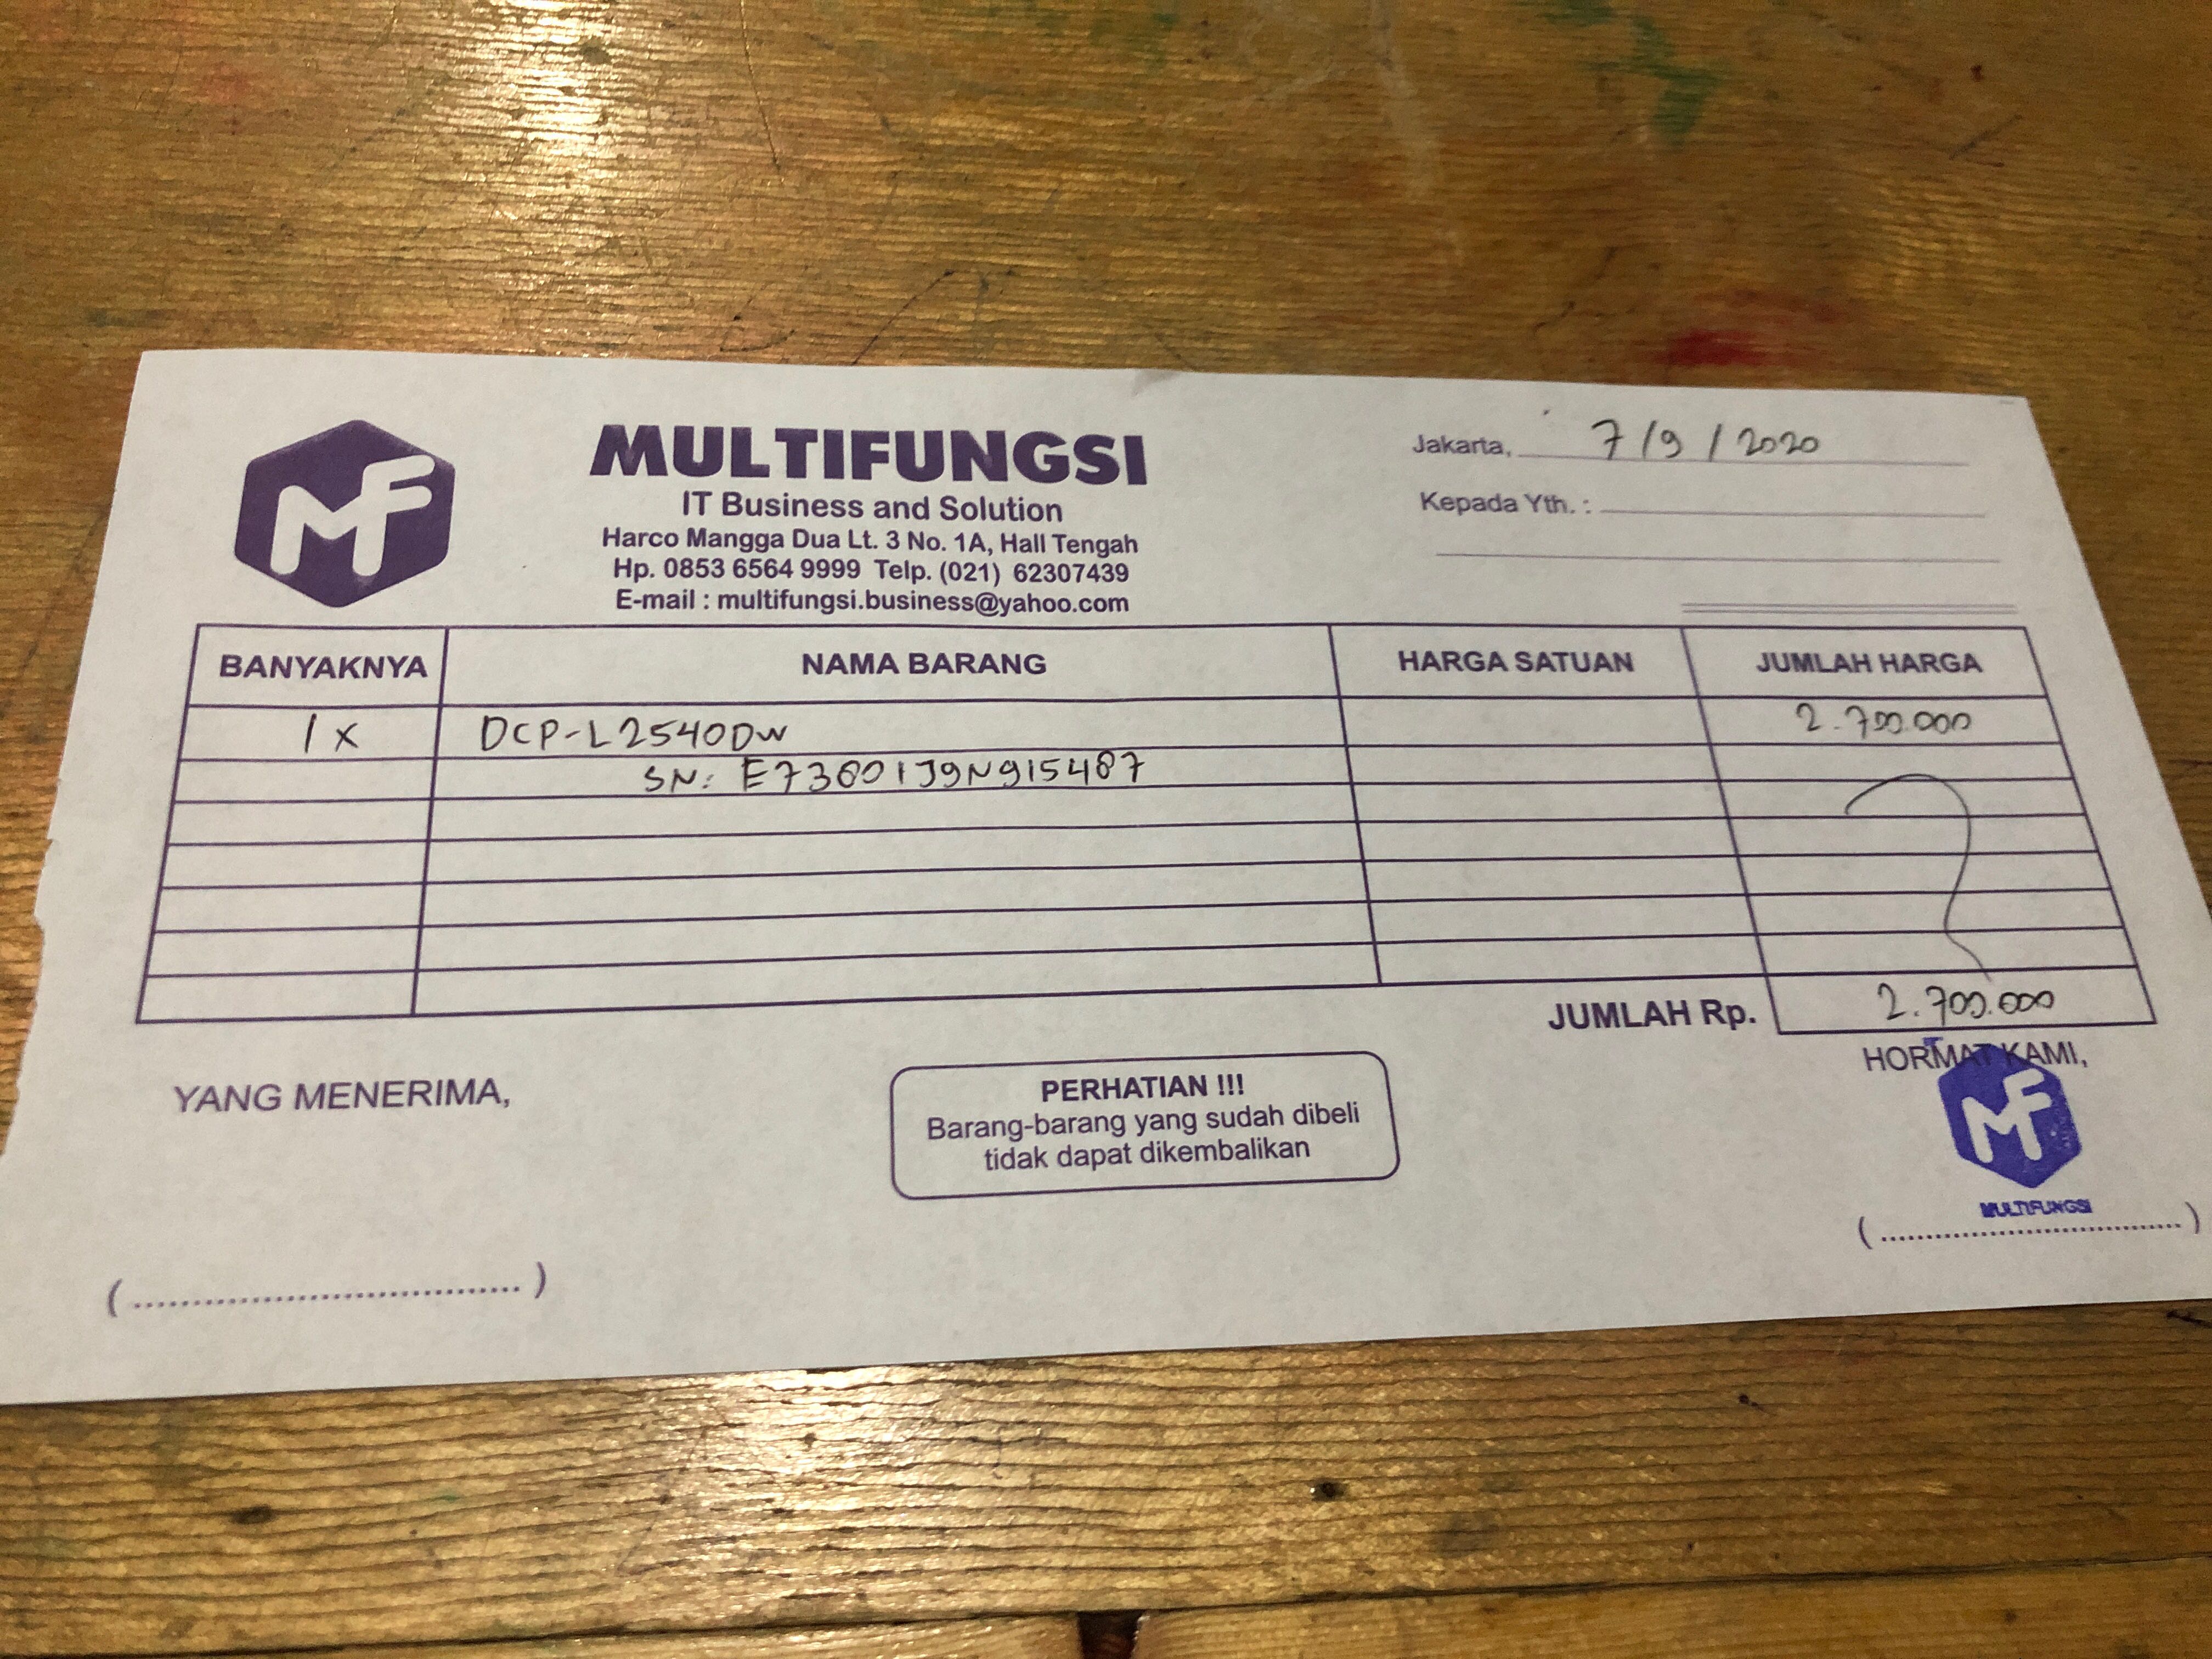 MF
MULTIFUNGSI
IT Business and Solution
Harco Mangga Dua Lt. 3 No. 1A, Hall Tengah
Hp. 0853 6564 9999 Telp. (021) 62307439
E-mail : multifungsi.business@yahoo.com
Jakarta, 7/9/2020
Kepada Yth. :
BANYAKNYA NAMA BARANG HARGA SATUAN JUMLAH HARGA
1 x DCP-L2540DW 2.700.000
SN: E73801J9N915487
JUMLAH Rp. 2.700.000
YANG MENERIMA,
PERHATIAN !!!
Barang-barang yang sudah dibeli
tidak dapat dikembalikan
HORMAT KAMI,
MF
MULTIFUNGSI
(....................................)
(....................................)